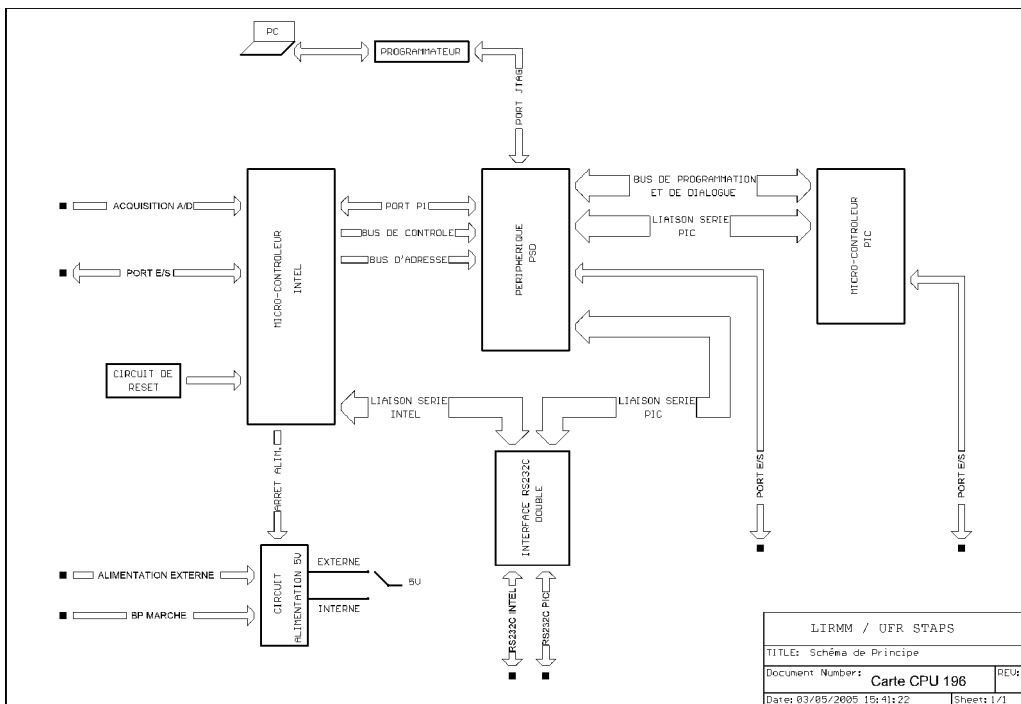 PC
PROGRAMMATEUR
PORT JTAG
MICRO-CONTROLEUR
INTEL
PERIPHERIQUE
PSD
MICRO-CONTROLEUR
PIC
BUS DE PROGRAMMATION
ET DE DIALOGUE
LIAISON SERIE
PIC
ACQUISITION A/D
PORT P1
BUS DE CONTROLE
BUS D'ADRESSE
PORT E/S
CIRCUIT DE
RESET
LIAISON SERIE
INTEL
LIAISON SERIE
PIC
ARRET ALIM.
INTERFACE RS232C
DOUBLE
PORT E/S
PORT E/S
ALIMENTATION EXTERNE
BP MARCHE
CIRCUIT
ALIMENTATION 5V
EXTERNE
INTERNE
5V
RS232C INTEL
RS232C PIC
LIRMM / UFR STAPS
TITLE: Schéma de Principe
Document Number: Carte CPU 196
REV:
Date: 03/05/2005 15:41:22
Sheet: 1/1